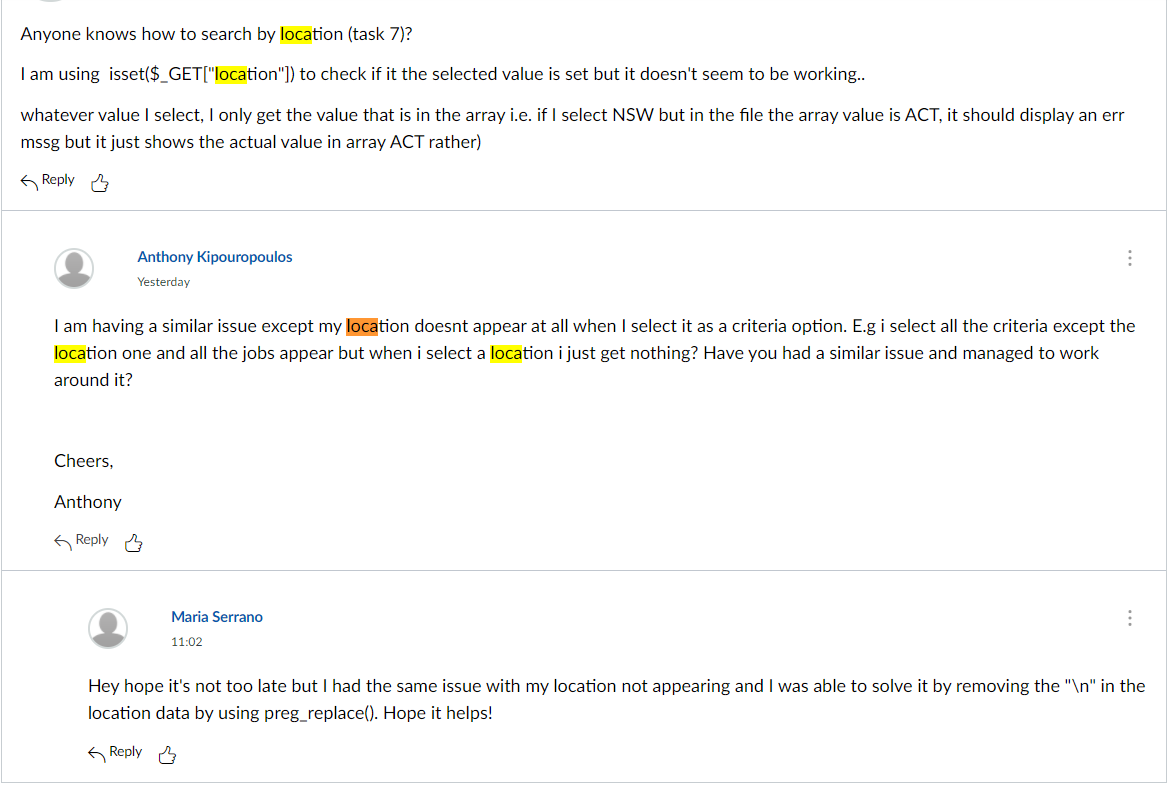 Anyone knows how to search by location (task 7)?
I am using  isset($_GET["location"]) to check if it the selected value is set but it doesn't seem to be working..
whatever value I select, I only get the value that is in the array i.e. if I select NSW but in the file the array value is ACT, it should display an err
mssg but it just shows the actual value in array ACT rather)
Reply
Anthony Kipouropoulos
Yesterday
I am having a similar issue except my location doesnt appear at all when I select it as a criteria option. E.g i select all the criteria except the
location one and all the jobs appear but when i select a location i just get nothing? Have you had a similar issue and managed to work
around it?
Cheers,
Anthony
Reply
Maria Serrano
11:02
Hey hope it's not too late but I had the same issue with my location not appearing and I was able to solve it by removing the "\n" in the
location data by using preg_replace(). Hope it helps!
Reply